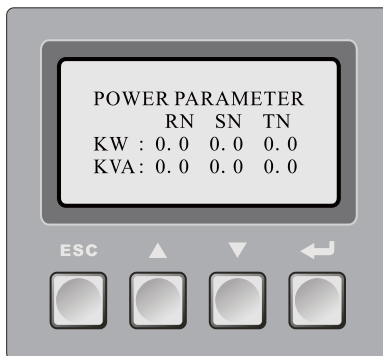 POWER PARAMETER
RN SN TN
KW : 0.0 0.0 0.0
KVA: 0.0 0.0 0.0
ESC